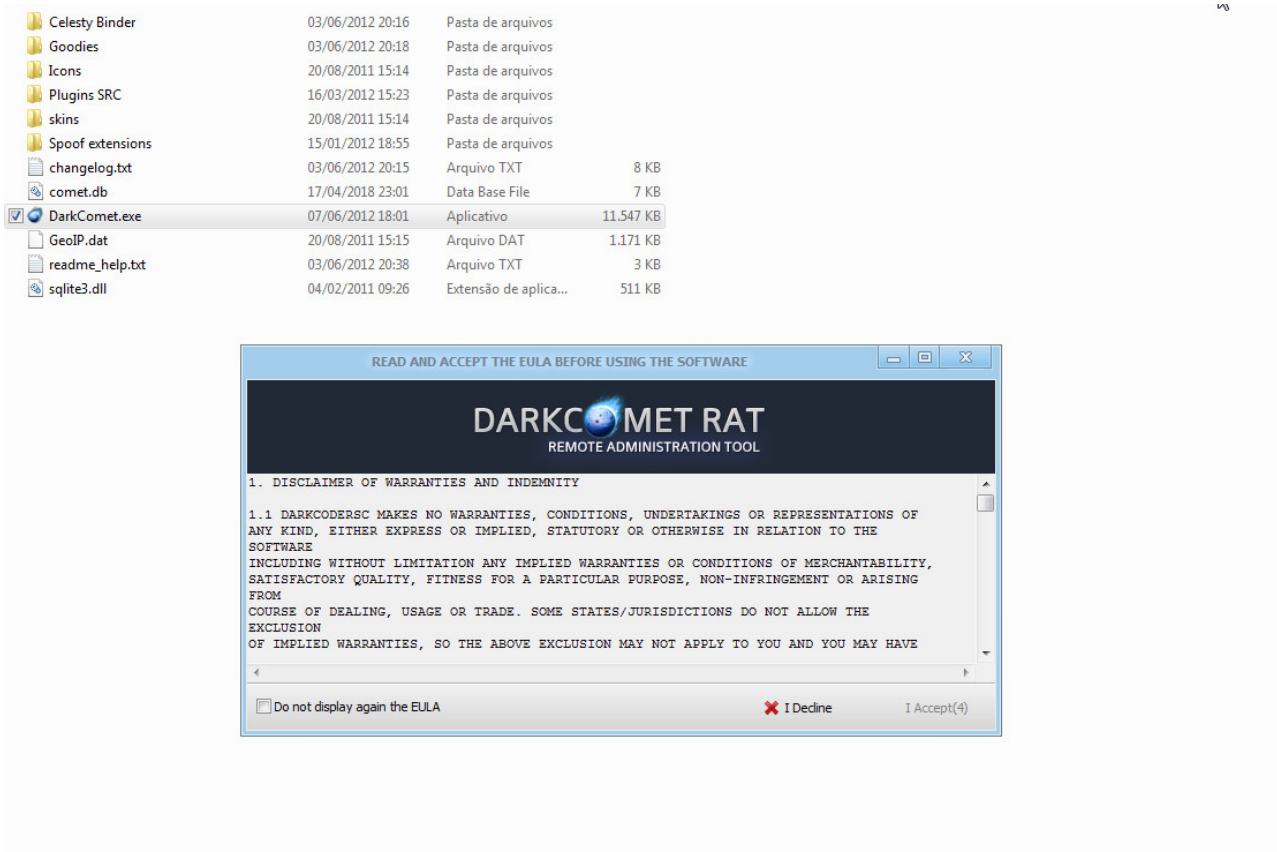 Celesty Binder 03/06/2012 20:16 Pasta de arquivos
Goodies 03/06/2012 20:18 Pasta de arquivos
Icons 20/08/2011 15:14 Pasta de arquivos
Plugins SRC 16/03/2012 15:23 Pasta de arquivos
skins 20/08/2011 15:14 Pasta de arquivos
Spoof extensions 15/01/2012 18:55 Pasta de arquivos
changelog.txt 03/06/2012 20:15 Arquivo TXT 8 KB
comet.db 17/04/2018 23:01 Data Base File 7 KB
DarkComet.exe 07/06/2012 18:01 Aplicativo 11.547 KB
GeoIP.dat 20/08/2011 15:15 Arquivo DAT 1.171 KB
readme_help.txt 03/06/2012 20:38 Arquivo TXT 3 KB
sqlite3.dll 04/02/2011 09:26 Extensão de aplica... 511 KB
READ AND ACCEPT THE EULA BEFORE USING THE SOFTWARE
DARKCOMET RAT
REMOTE ADMINISTRATION TOOL
1. DISCLAIMER OF WARRANTIES AND INDEMNITY
1.1 DARKCODERSC MAKES NO WARRANTIES, CONDITIONS, UNDERTAKINGS OR REPRESENTATIONS OF
ANY KIND, EITHER EXPRESS OR IMPLIED, STATUTORY OR OTHERWISE IN RELATION TO THE
SOFTWARE
INCLUDING WITHOUT LIMITATION ANY IMPLIED WARRANTIES OR CONDITIONS OF MERCHANTABILITY,
SATISFACTORY QUALITY, FITNESS FOR A PARTICULAR PURPOSE, NON-INFRINGEMENT OR ARISING
FROM
COURSE OF DEALING, USAGE OR TRADE. SOME STATES/JURISDICTIONS DO NOT ALLOW THE
EXCLUSION
OF IMPLIED WARRANTIES, SO THE ABOVE EXCLUSION MAY NOT APPLY TO YOU AND YOU MAY HAVE
Do not display again the EULA I Decline I Accept(4)